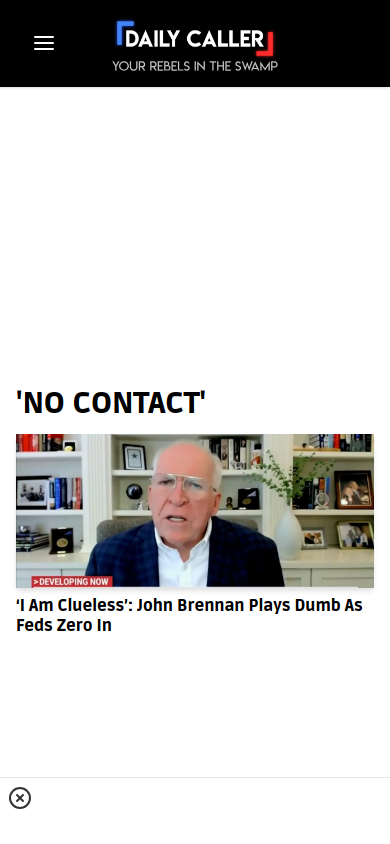 DAILY CALLER
YOUR REBELS IN THE SWAMP
'NO CONTACT'
> DEVELOPING NOW
‘I Am Clueless’: John Brennan Plays Dumb As
Feds Zero In